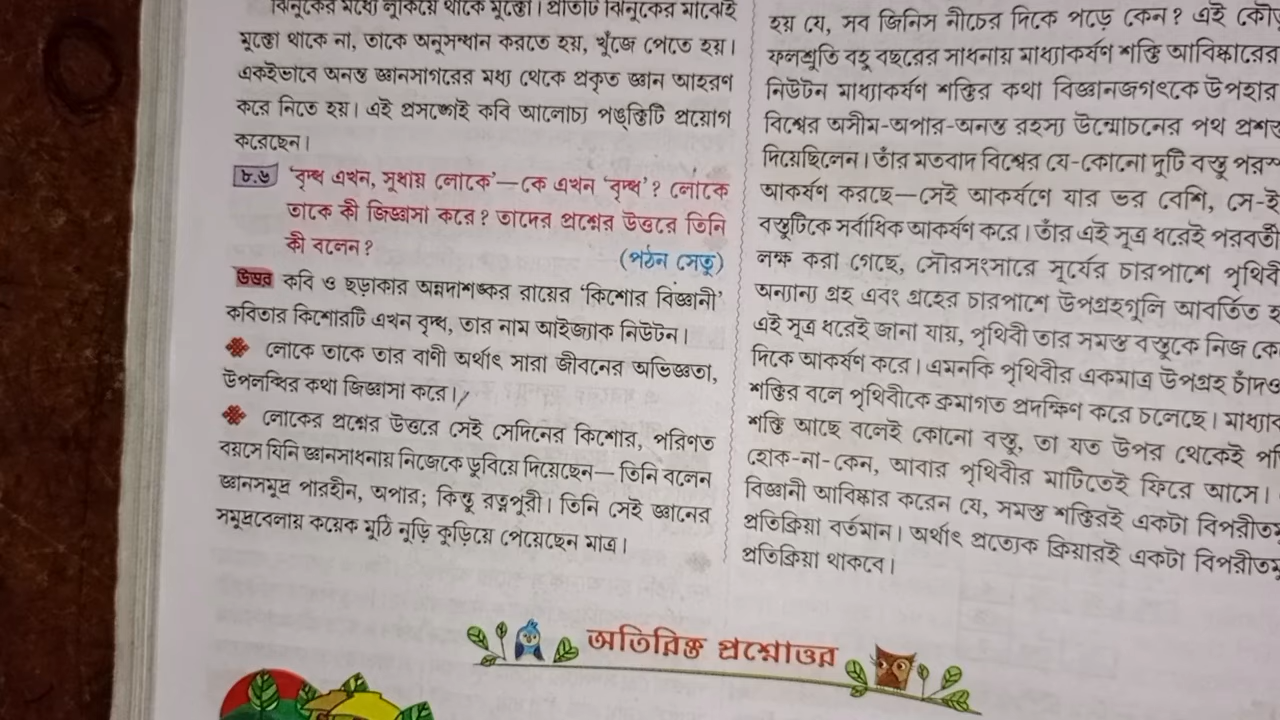 ঝিনুকের মধ্যে লুকিয়ে থাকে মুক্তো। প্রতিটি ঝিনুকের মাঝেই
মুক্তো থাকে না, তাকে অনুসন্ধান করতে হয়, খুঁজে পেতে হয়।
একইভাবে অনন্ত জ্ঞানসাগরের মধ্য থেকে প্রকৃত জ্ঞান আহরণ
করে নিতে হয়। এই প্রসঙ্গেই কবি আলোচ্য পঙ্‌ক্তিটি প্রয়োগ
করেছেন।
৮.৬ 'বৃদ্ধ এখন, সুধায় লোকে'—কে এখন 'বৃদ্ধ'? লোকে
তাকে কী জিজ্ঞাসা করে? তাদের প্রশ্নের উত্তরে তিনি
কী বলেন?
(পঠন সেতু)
উত্তর কবি ও ছড়াকার অন্নদাশঙ্কর রায়ের 'কিশোর বিজ্ঞানী'
কবিতার কিশোরটি এখন বৃদ্ধ, তার নাম আইজ্যাক নিউটন।
লোকে তাকে তার বাণী অর্থাৎ সারা জীবনের অভিজ্ঞতা,
উপলব্ধির কথা জিজ্ঞাসা করে।
লোকের প্রশ্নের উত্তরে সেই সেদিনের কিশোর, পরিণত
বয়সে যিনি জ্ঞানসাধনায় নিজেকে ডুবিয়ে দিয়েছেন— তিনি বলেন
জ্ঞানসমুদ্র পারহীন, অপার; কিন্তু রত্নপুরী। তিনি সেই জ্ঞানের
সমুদ্রবেলায় কয়েক মুঠি নুড়ি কুড়িয়ে পেয়েছেন মাত্র।
হয় যে, সব জিনিস নীচের দিকে পড়ে কেন? এই
ফলশ্রুতি বহু বছরের সাধনায় মাধ্যাকর্ষণ শক্তি আবিষ্কারের
নিউটন মাধ্যাকর্ষণ শক্তির কথা বিজ্ঞানজগৎকে উপহার
বিশ্বের অসীম-অপার-অনন্ত রহস্য উন্মোচনের পথ
দিয়েছিলেন। তাঁর মতবাদ বিশ্বের যে-কোনো দুটি বস্তু
আকর্ষণ করছে—সেই আকর্ষণে যার ভর বেশি, সে-ই
বস্তুটিকে সর্বাধিক আকর্ষণ করে। তাঁর এই সূত্র ধরেই পরবর্তী
লক্ষ করা গেছে, সৌরসংসারে সূর্যের চারপাশে
অন্যান্য গ্রহ এবং গ্রহের চারপাশে উপগ্রহগুলি আবর্তিত
এই সূত্র ধরেই জানা যায়, পৃথিবী তার সমস্ত বস্তুকে নিজ
দিকে আকর্ষণ করে। এমনকি পৃথিবীর একমাত্র উপগ্রহ চাঁদও
শক্তির বলে পৃথিবীকে ক্রমাগত প্রদক্ষিণ করে চলেছে।
শক্তি আছে বলেই কোনো বস্তু, তা যত উপর থেকেই
হোক-না-কেন, আবার পৃথিবীর মাটিতেই ফিরে আসে।
বিজ্ঞানী আবিষ্কার করেন যে, সমস্ত শক্তিরই একটা
প্রতিক্রিয়া বর্তমান। অর্থাৎ প্রত্যেক ক্রিয়ারই একটা
প্রতিক্রিয়া থাকবে।
অতিরিক্ত প্রশ্নোত্তর